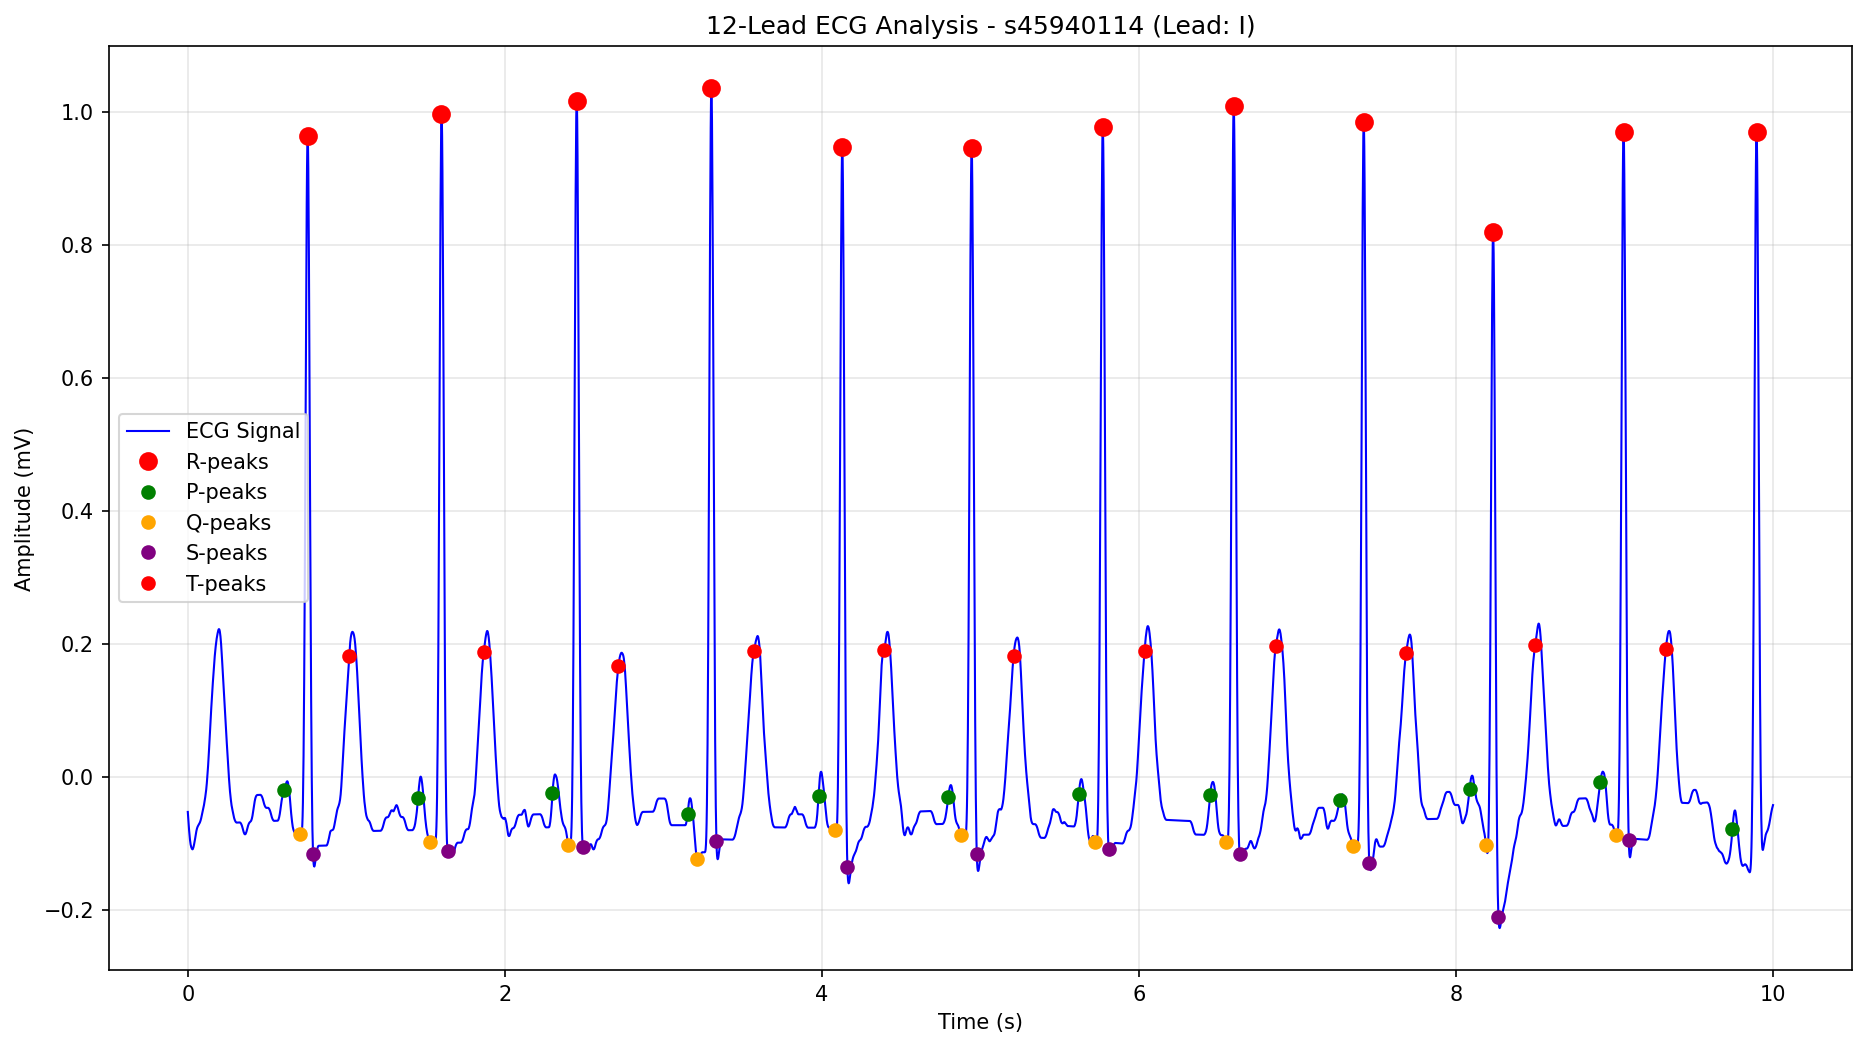 12-Lead ECG Analysis - s45940114 (Lead: I)
Amplitude (mV)
1.0
0.8
0.6
0.4
0.2
0.0
−0.2
ECG Signal
R-peaks
P-peaks
Q-peaks
S-peaks
T-peaks
0 2 4 6 8 10
Time (s)